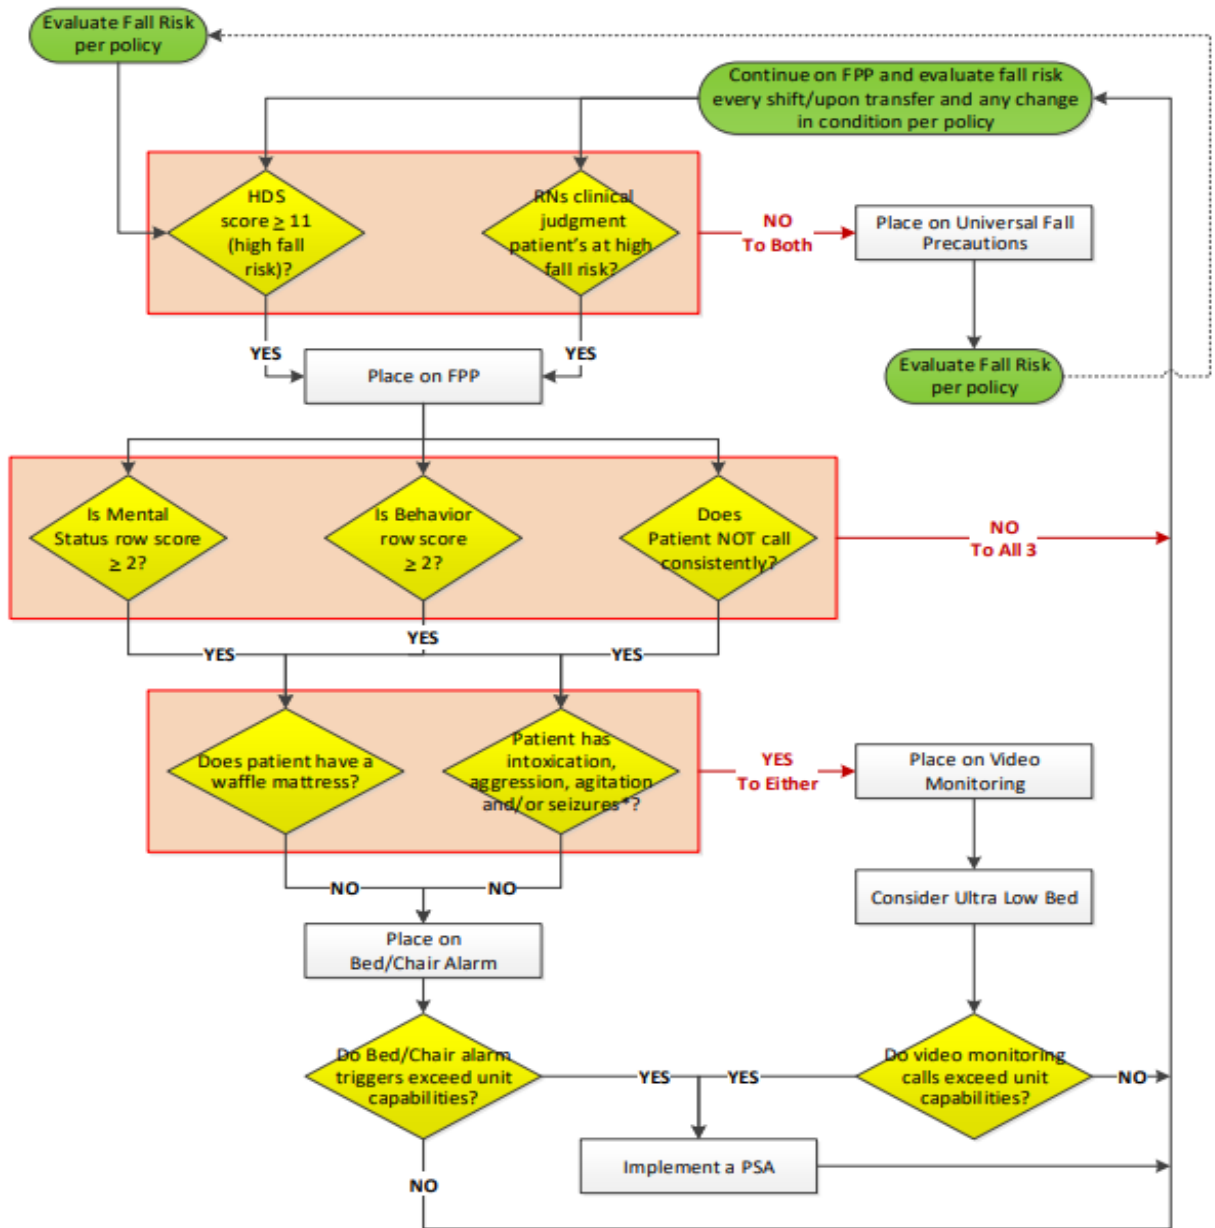 Evaluate Fall Risk
per policy
Continue on FPP and evaluate fall risk
every shift/upon transfer and any change
in condition per policy
HDS
score ≥ 11
(high fall
risk)?
RNs clinical
judgment
patient's at high
fall risk?
NO
To Both
Place on Universal Fall
Precautions
YES
YES
Place on FPP
Evaluate Fall Risk
per policy
Is Mental
Status row score
≥ 2?
Is Behavior
row score
≥ 2?
Does
Patient NOT call
consistently?
NO
To All 3
YES
YES
YES
Does patient have a
waffle mattress?
Patient has
intoxication,
aggression, agitation
and/or seizures*?
YES
To Either
Place on Video
Monitoring
NO
NO
Consider Ultra Low Bed
Place on
Bed/Chair Alarm
Do Bed/Chair alarm
triggers exceed unit
capabilities?
YES
YES
Do video monitoring
calls exceed unit
capabilities?
NO
Implement a PSA
NO